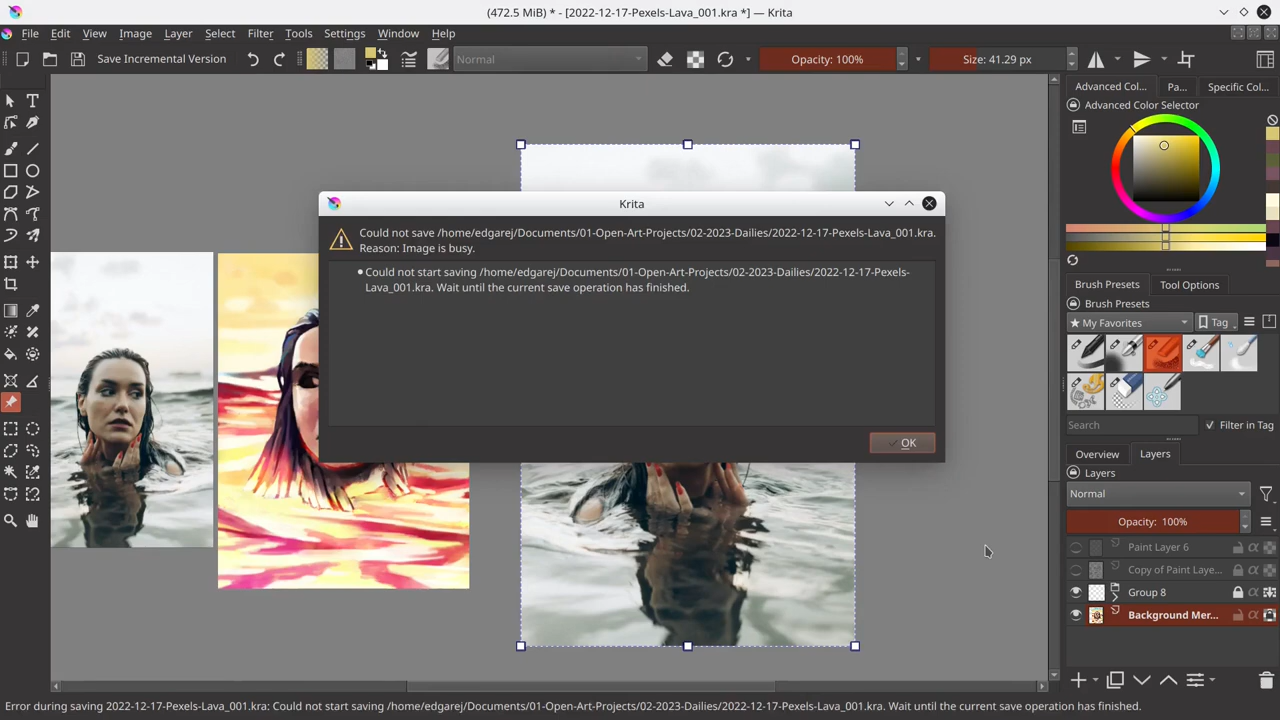 (472.5 MiB) * - [2022-12-17-Pexels-Lava_001.kra *] — Krita
File Edit View Image Layer Select Filter Tools Settings Window Help
Save Incremental Version
Normal
Opacity: 100%
Size: 41.29 px
Advanced Col...
Pa...
Specific Col...
Advanced Color Selector
Krita
Could not save /home/edgarej/Documents/01-Open-Art-Projects/02-2023-Dailies/2022-12-17-Pexels-Lava_001.kra.
Reason: Image is busy.
Could not start saving /home/edgarej/Documents/01-Open-Art-Projects/02-2023-Dailies/2022-12-17-Pexels-
Lava_001.kra. Wait until the current save operation has finished.
OK
Brush Presets
Tool Options
Brush Presets
★ My Favorites
Tag
Search
Filter in Tag
Overview
Layers
Layers
Normal
Opacity: 100%
Paint Layer 6
Copy of Paint Laye...
Group 8
Background Mer...
Error during saving 2022-12-17-Pexels-Lava_001.kra: Could not start saving /home/edgarej/Documents/01-Open-Art-Projects/02-2023-Dailies/2022-12-17-Pexels-Lava_001.kra. Wait until the current save operation has finished.